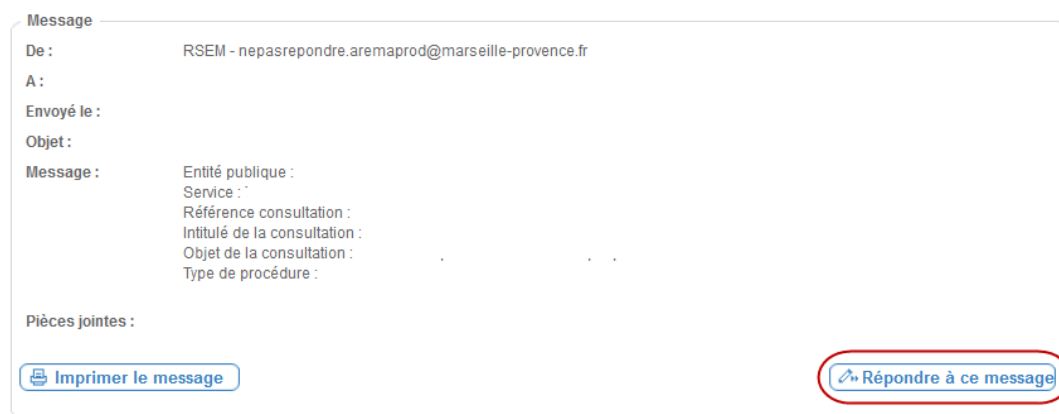 Message
De : RSEM - nepasrepondre.aremaprod@marseille-provence.fr
A :
Envoyé le :
Objet :
Message : Entité publique :
Service :
Référence consultation :
Intitulé de la consultation :
Objet de la consultation :
Type de procédure :
Pièces jointes :
Imprimer le message Répondre à ce message